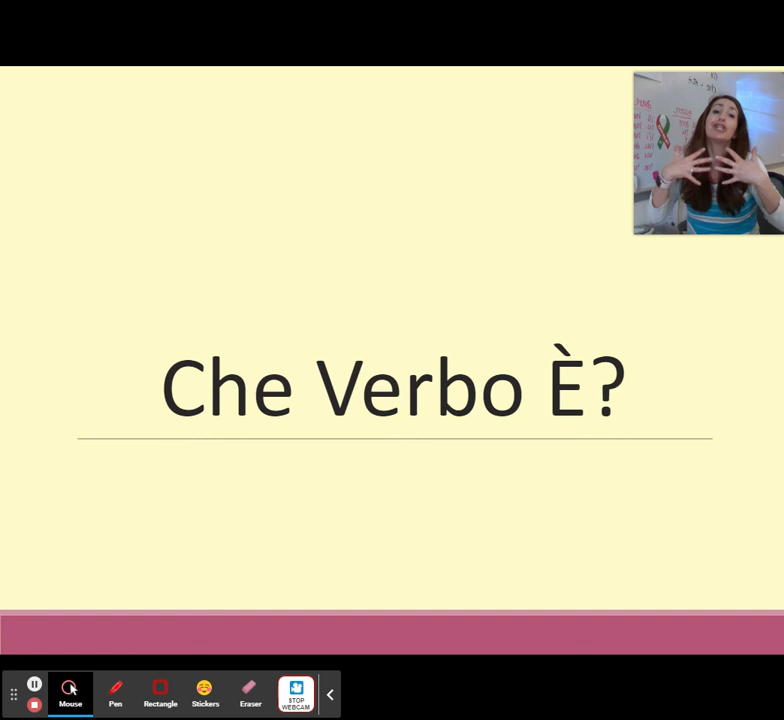 Che Verbo È?
Mouse
Pen
Rectangle
Stickers
Eraser
STOP
WEBCAM